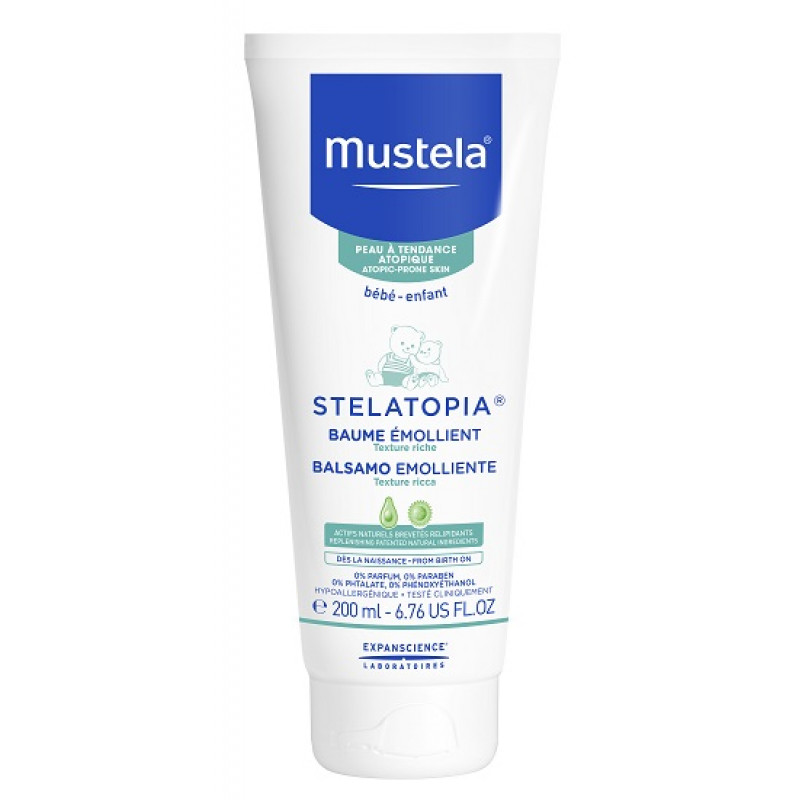 mustela®
PEAU À TENDANCE
ATOPIQUE
ATOPIC-PRONE SKIN
bébé-enfant
STELATOPIA®
BAUME ÉMOLLIENT
Texture riche
BALSAMO EMOLLIENTE
Texture ricca
ACTIFS NATURELS BREVETÉS RELIPIDANTS
REPLENISHING PATENTED NATURAL INGREDIENTS
DÈS LA NAISSANCE-FROM BIRTH ON
0% PARFUM, 0% PARABEN
0% PHTALATE, 0% PHÉNOXYÉTHANOL
HYPOALLERGÉNIQUE - TESTÉ CLINIQUEMENT
℮ 200 ml - 6.76 US FL.OZ
EXPANSCIENCE®
LABORATOIRES